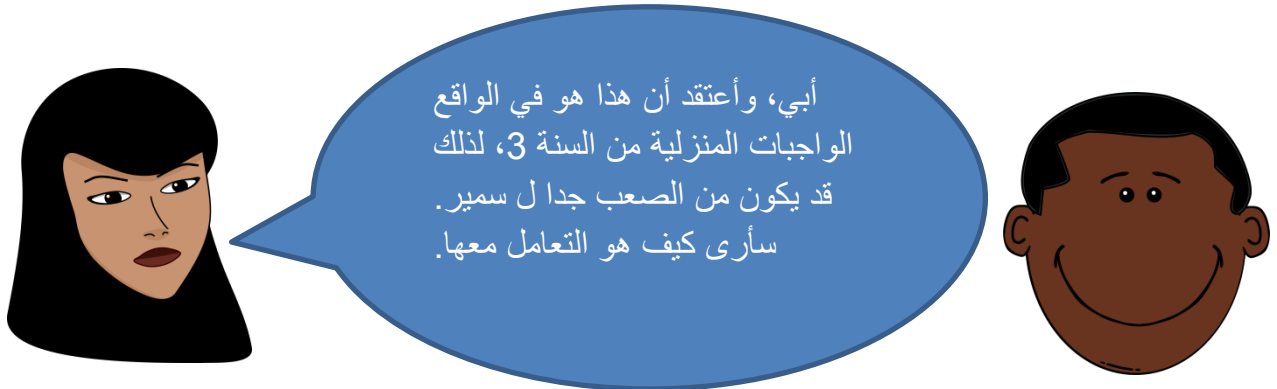 أبي، وأعتقد أن هذا هو في الواقع
الواجبات المنزلية من السنة 3، لذلك
قد يكون من الصعب جدا ل سمير.
سأرى كيف هو التعامل معها.